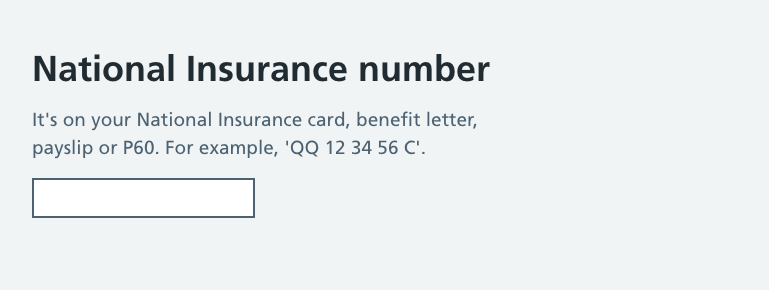 National Insurance number
It's on your National Insurance card, benefit letter,
payslip or P60. For example, 'QQ 12 34 56 C'.